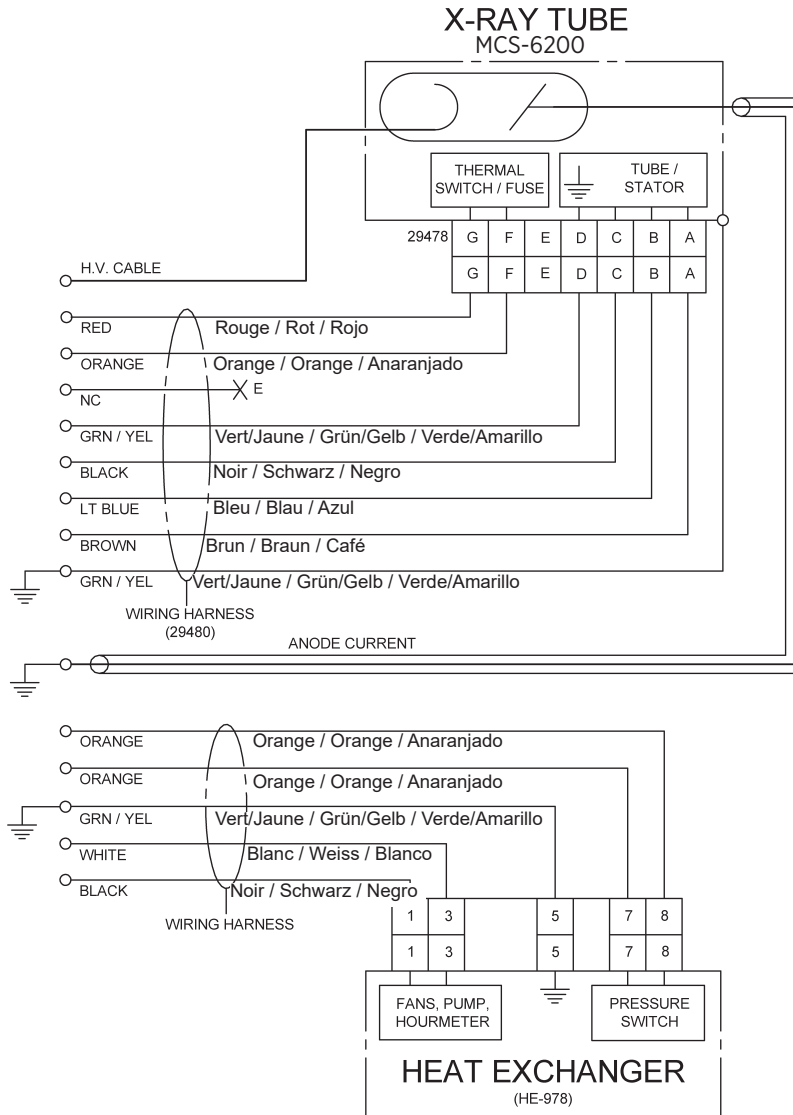 X-RAY TUBE
MCS-6200
THERMAL
SWITCH / FUSE
TUBE /
STATOR
29478
G F E D C B A
G F E D C B A
H.V. CABLE
RED
Rouge / Rot / Rojo
ORANGE
Orange / Orange / Anaranjado
NC
E
GRN / YEL
Vert/Jaune / Grün/Gelb / Verde/Amarillo
BLACK
Noir / Schwarz / Negro
LT BLUE
Bleu / Blau / Azul
BROWN
Brun / Braun / Café
GRN / YEL
Vert/Jaune / Grün/Gelb / Verde/Amarillo
WIRING HARNESS
(29480)
ANODE CURRENT
ORANGE
Orange / Orange / Anaranjado
ORANGE
Orange / Orange / Anaranjado
GRN / YEL
Vert/Jaune / Grün/Gelb / Verde/Amarillo
WHITE
Blanc / Weiss / Blanco
BLACK
Noir / Schwarz / Negro
WIRING HARNESS
1 3 5 7 8
1 3 5 7 8
FANS, PUMP,
HOURMETER
PRESSURE
SWITCH
HEAT EXCHANGER
(HE-978)